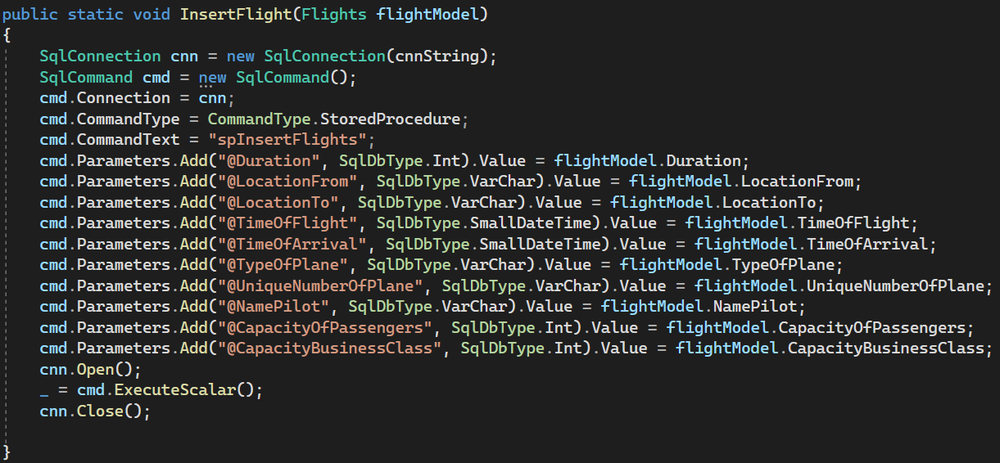 public static void InsertFlight(Flights flightModel)
{
SqlConnection cnn = new SqlConnection(cnnString);
SqlCommand cmd = new SqlCommand();
cmd.Connection = cnn;
cmd.CommandType = CommandType.StoredProcedure;
cmd.CommandText = "spInsertFlights";
cmd.Parameters.Add("@Duration", SqlDbType.Int).Value = flightModel.Duration;
cmd.Parameters.Add("@LocationFrom", SqlDbType.VarChar).Value = flightModel.LocationFrom;
cmd.Parameters.Add("@LocationTo", SqlDbType.VarChar).Value = flightModel.LocationTo;
cmd.Parameters.Add("@TimeOfFlight", SqlDbType.SmallDateTime).Value = flightModel.TimeOfFlight;
cmd.Parameters.Add("@TimeOfArrival", SqlDbType.SmallDateTime).Value = flightModel.TimeOfArrival;
cmd.Parameters.Add("@TypeOfPlane", SqlDbType.VarChar).Value = flightModel.TypeOfPlane;
cmd.Parameters.Add("@UniqueNumberOfPlane", SqlDbType.VarChar).Value = flightModel.UniqueNumberOfPlane;
cmd.Parameters.Add("@NamePilot", SqlDbType.VarChar).Value = flightModel.NamePilot;
cmd.Parameters.Add("@CapacityOfPassengers", SqlDbType.Int).Value = flightModel.CapacityOfPassengers;
cmd.Parameters.Add("@CapacityBusinessClass", SqlDbType.Int).Value = flightModel.CapacityBusinessClass;
cnn.Open();
_ = cmd.ExecuteScalar();
cnn.Close();
}